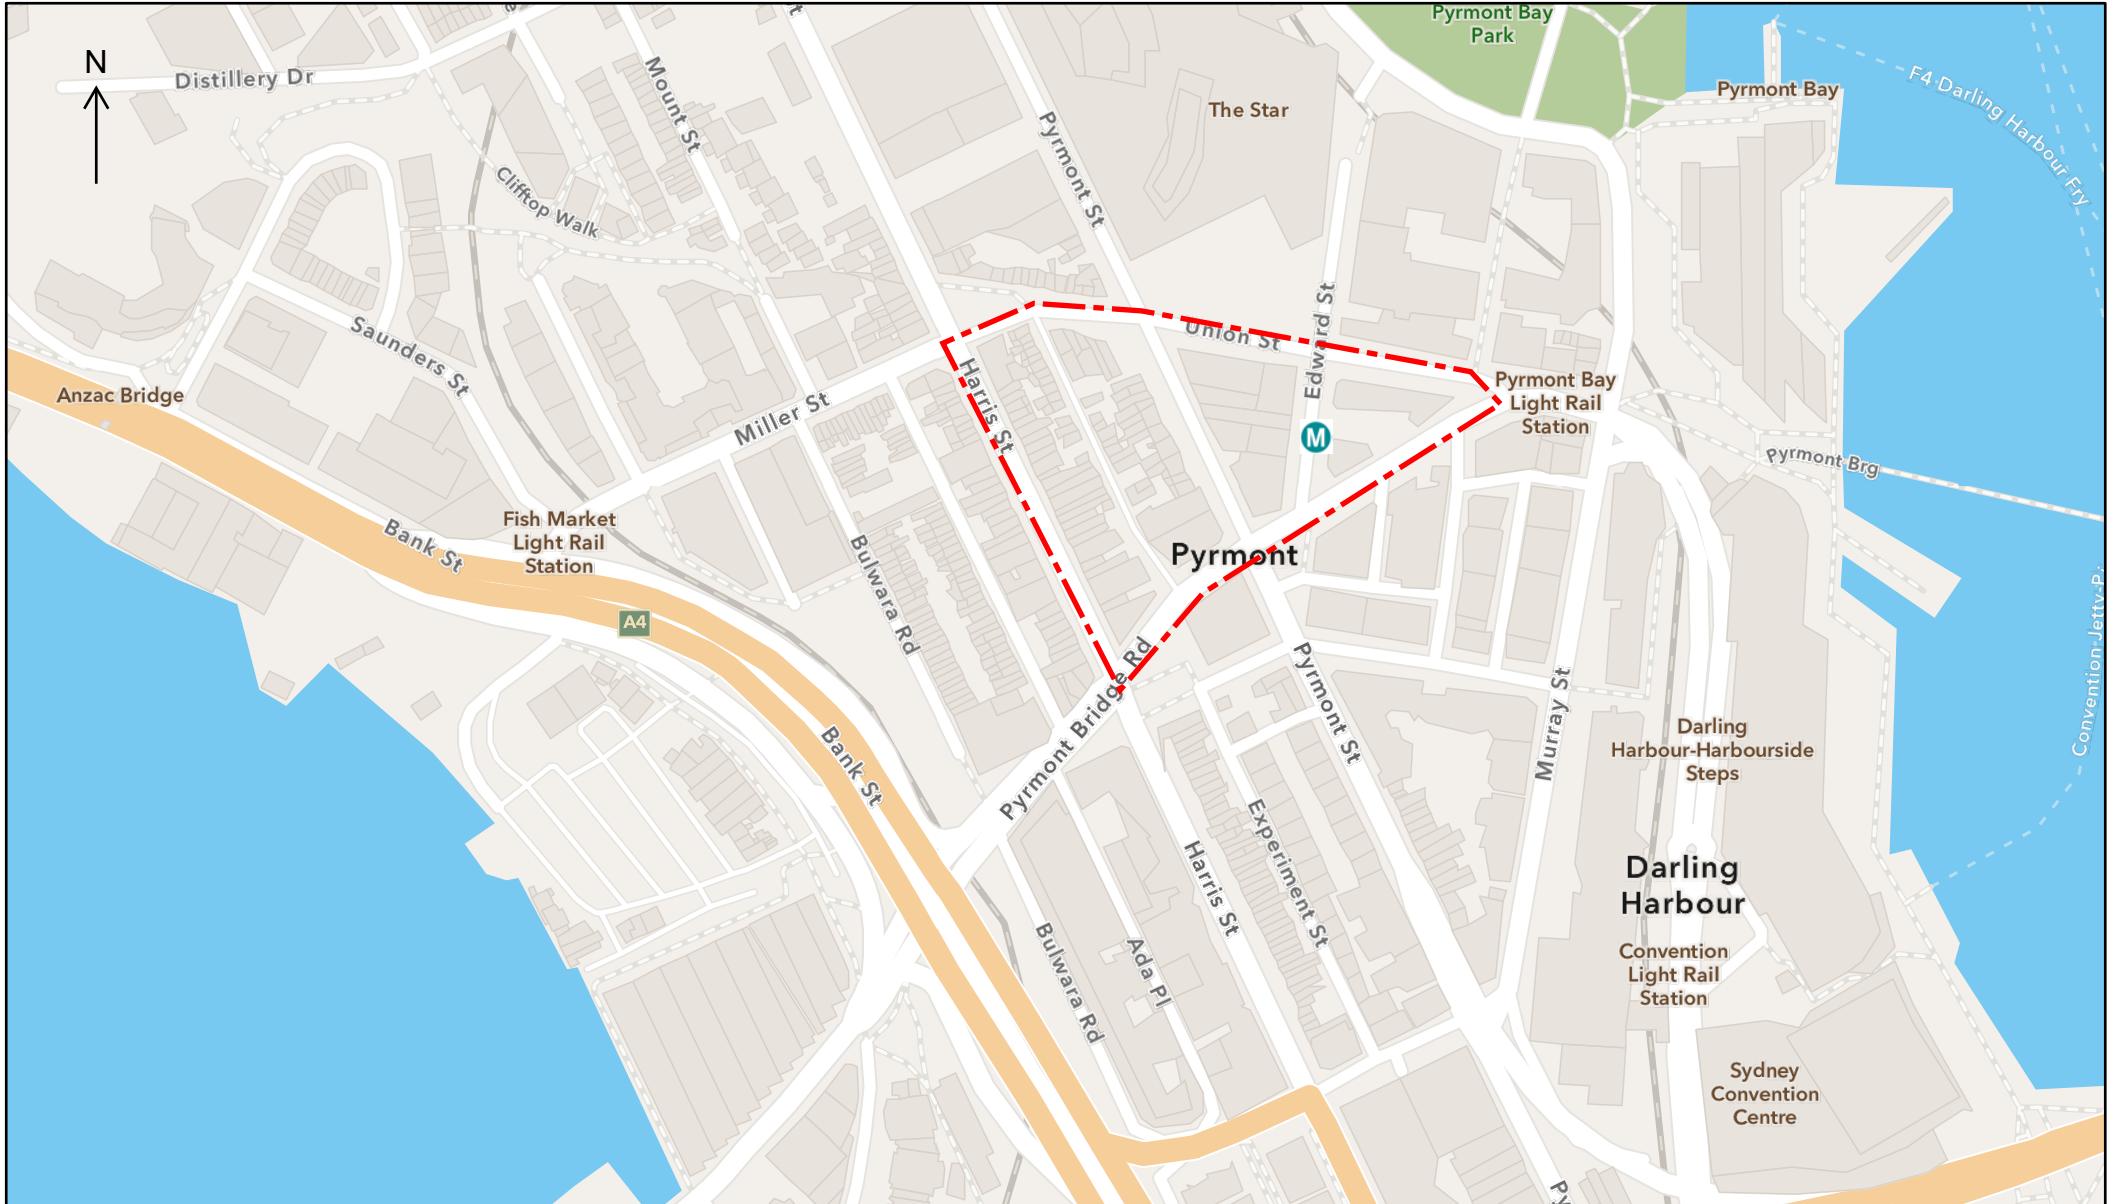 Pyrmont Bay
Park
N
Distillery Dr
Mount St
Pyrmont St
The Star
Pyrmont Bay
F4 Darling Harbour Fry
Clifftop Walk
Saunders St
Anzac Bridge
Harris St
Union St
Edward St
Pyrmont Bay
Light Rail
Station
Miller St
M
Pyrmont Brg
Fish Market
Light Rail
Station
Bank St
Bulwara Rd
Pyrmont
A4
Pyrmont Bridge Rd
Pyrmont St
Murray St
Convention Jetty-Pi
Darling
Harbour-Harbourside
Steps
Bank St
Harris St
Experiment St
Darling
Harbour
Bulwara Rd
Ada Pl
Convention
Light Rail
Station
Sydney
Convention
Centre
Py